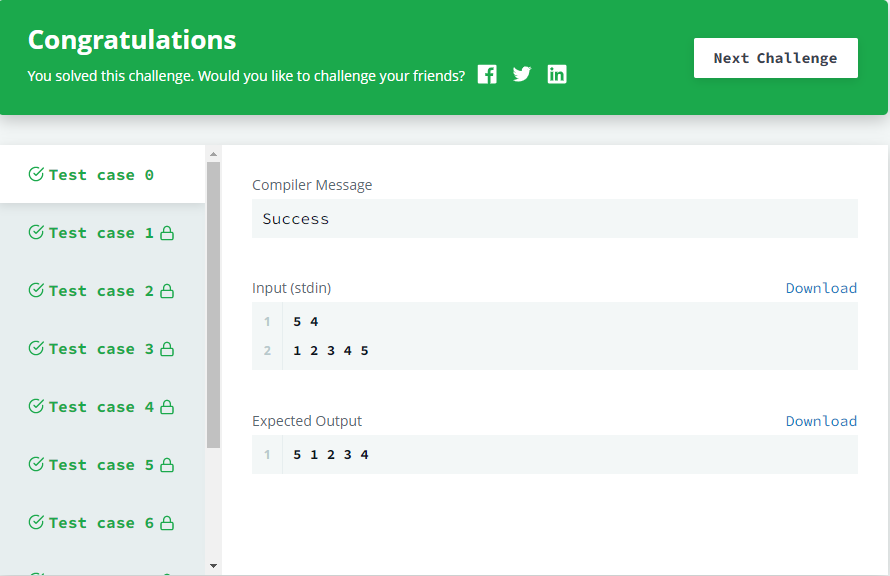 Congratulations
You solved this challenge. Would you like to challenge your friends?
Next Challenge
Test case 0
Test case 1
Test case 2
Test case 3
Test case 4
Test case 5
Test case 6
Compiler Message
Success
Input (stdin)
Download
1 5 4
2 1 2 3 4 5
Expected Output
Download
1 5 1 2 3 4